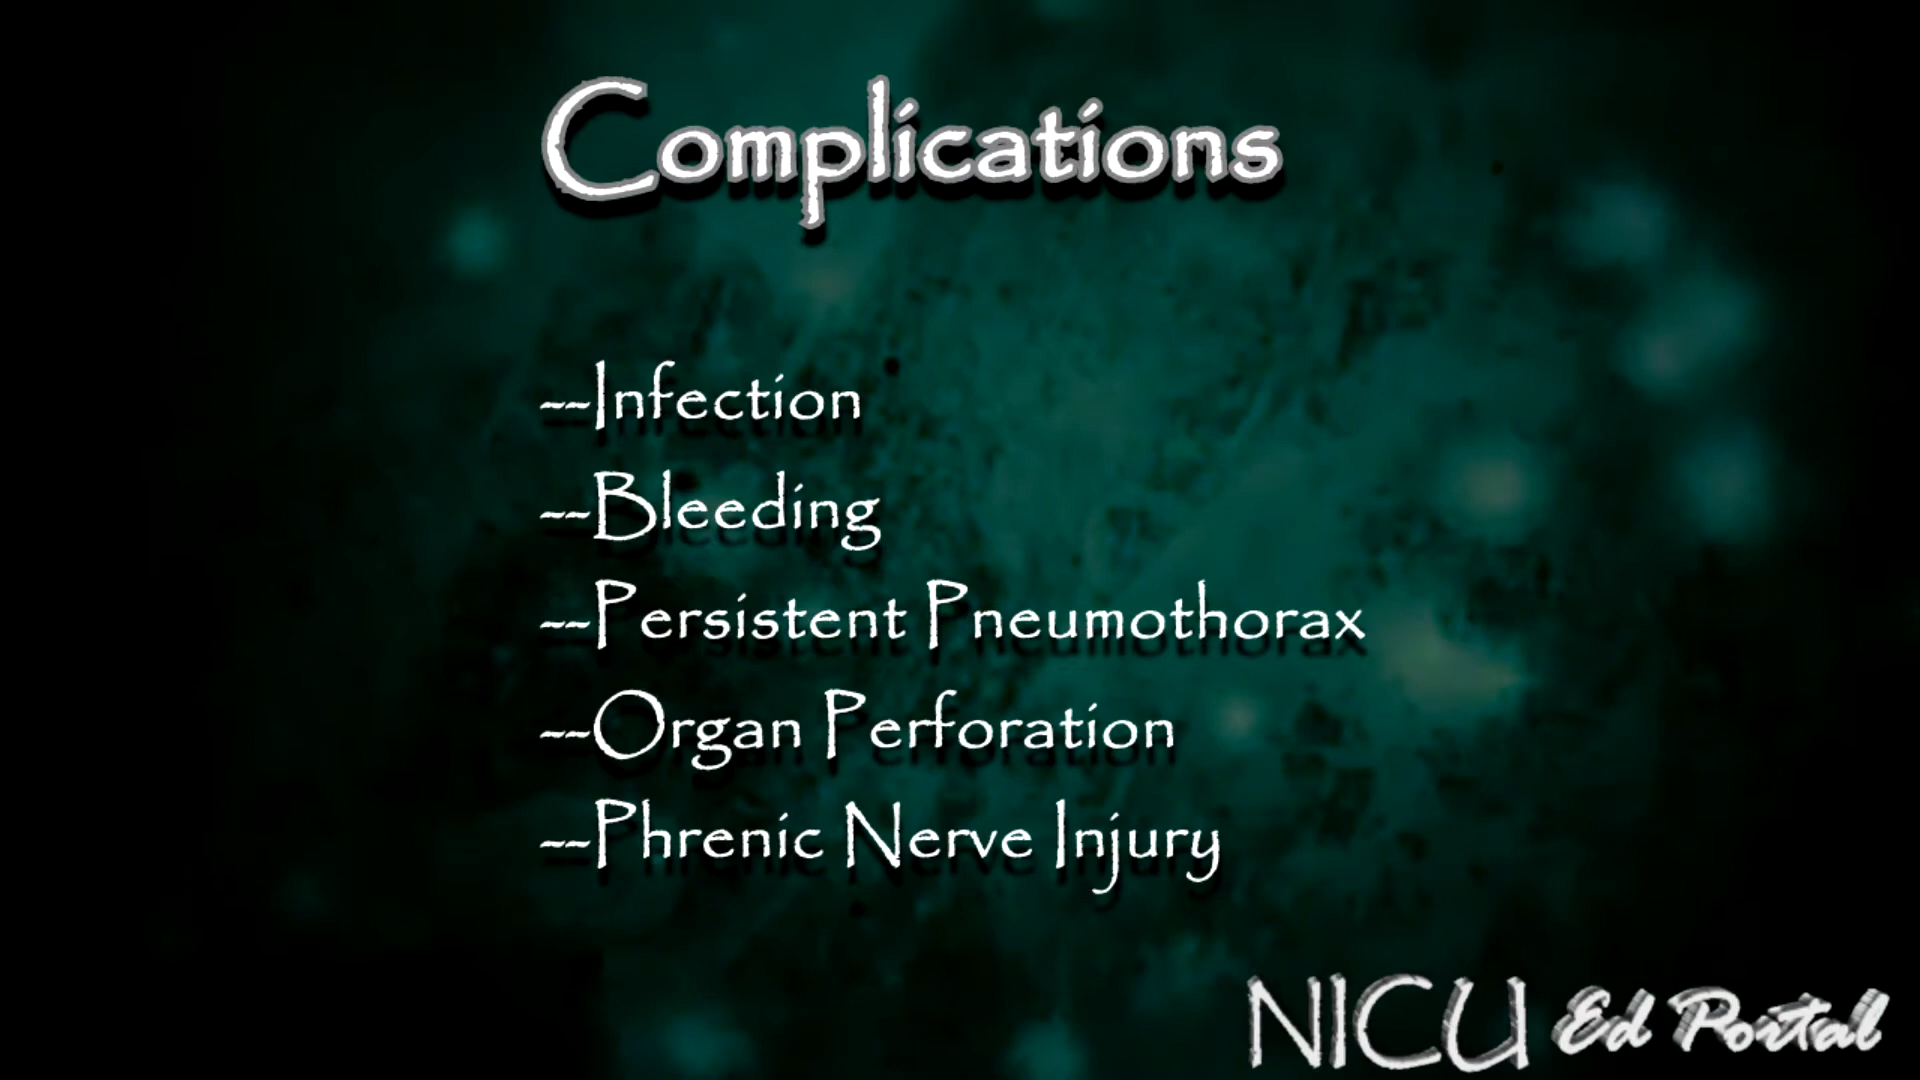 Complications
--Infection
--Bleeding
--Persistent Pneumothorax
--Organ Perforation
--Phrenic Nerve Injury
NICU Ed Portal